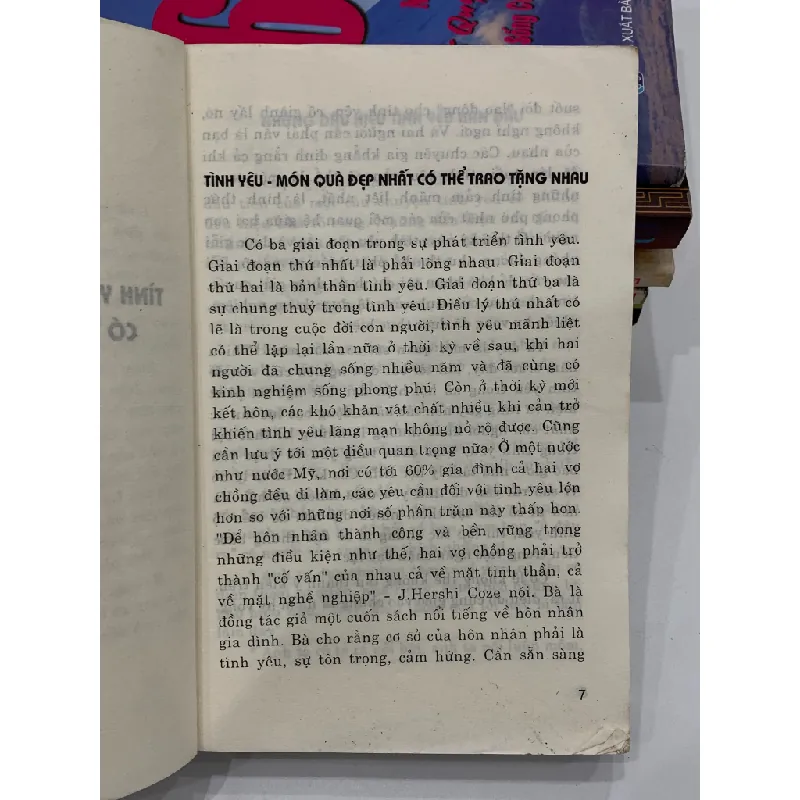 6
XUẤT BẢ
TÌNH YÊU - MÓN QUÀ ĐẸP NHẤT CÓ THỂ TRAO TẶNG NHAU
Có ba giai đoạn trong sự phát triển tình yêu.
Giai đoạn thứ nhất là phải lòng nhau. Giai đoạn
thứ hai là bản thân tình yêu. Giai đoạn thứ ba là
sự chung thuỷ trong tình yêu. Điều lý thú nhất có
lẽ là trong cuộc đời con người, tình yêu mãnh liệt
có thể lặp lại lần nữa ở thời kỳ về sau, khi hai
người đã chung sống nhiều năm và đã cùng có
kinh nghiệm sống phong phú. Còn ở thời kỳ mới
kết hôn, các khó khăn vật chất nhiều khi cản trở
khiến tình yêu lãng mạn không nở rộ được. Cũng
cần lưu ý tới một điều quan trọng nữa: Ở một nước
như nước Mỹ, nơi có tới 60% gia đình cả hai vợ
chồng đều đi làm, các yêu cầu đối với tình yêu lớn
hơn so với những nơi số phần trăm này thấp hơn.
"Để hôn nhân thành công và bền vững trong
những điều kiện như thế, hai vợ chồng phải trở
thành "cố vấn" của nhau cả về mặt tinh thần, cả
về mặt nghề nghiệp" - J.Hershi Coze nói. Bà là
đồng tác giả một cuốn sách nổi tiếng về hôn nhân
gia đình. Bà cho rằng cơ sở của hôn nhân phải là
tình yêu, sự tôn trọng, cảm hứng. Cần sẵn sàng
7